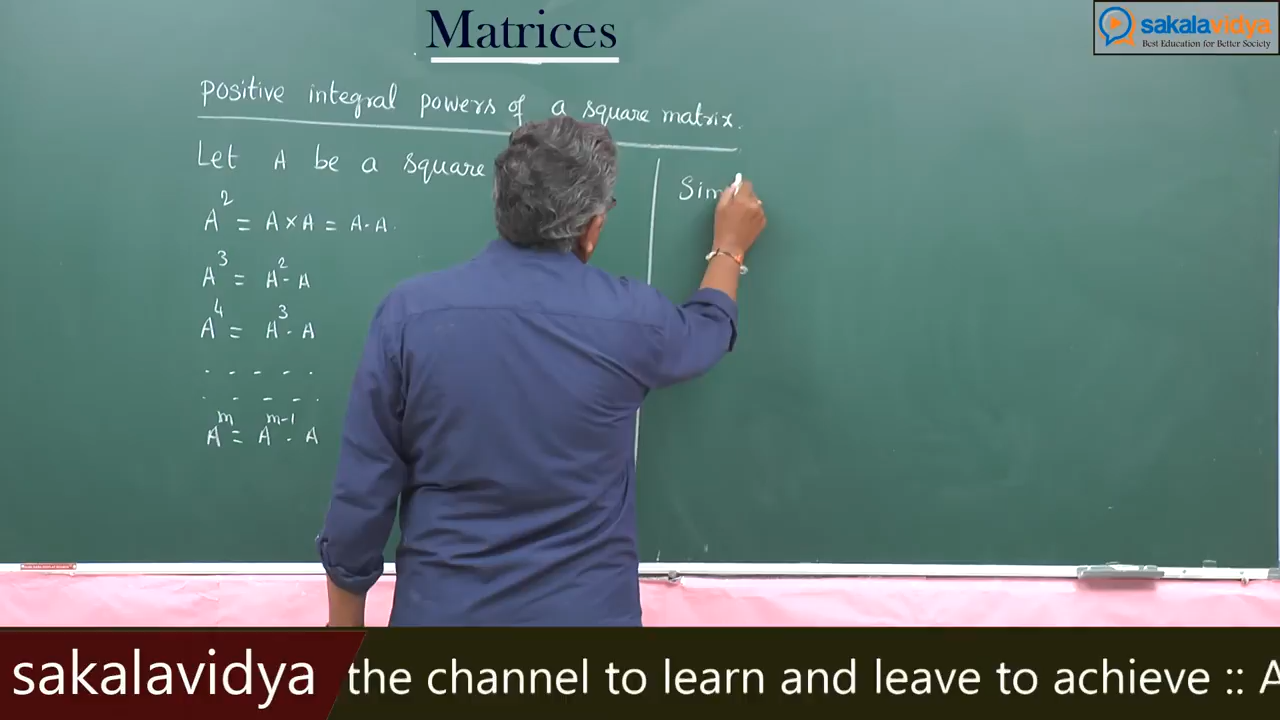 Matrices
sakalavidya
Best Education for Better Society
positive integral powers of a square matrix.
Let A be a square
A² = A × A = A·A.
A³ = A²·A
A⁴ = A³·A
. . . . .
. . . . .
Aᵐ = Aᵐ⁻¹·A
sakalavidya
the channel to learn and leave to achieve :: A